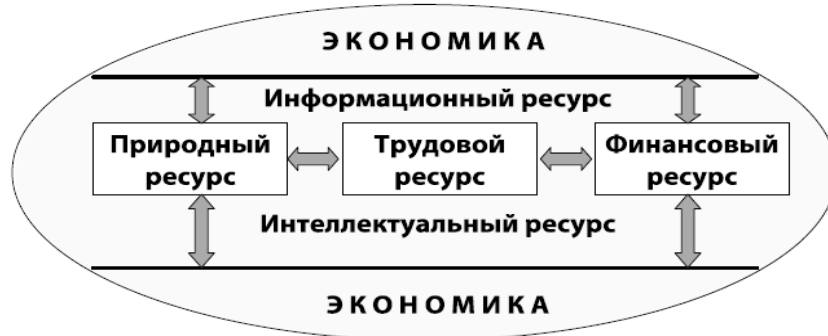 ЭКОНОМИКА
Информационный ресурс
Природный ресурс
Трудовой ресурс
Финансовый ресурс
Интеллектуальный ресурс
ЭКОНОМИКА